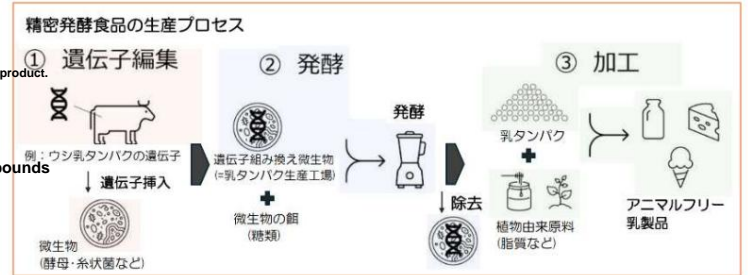 精密発酵食品の生産プロセス
① 遺伝子編集
product.
例：ウシ乳タンパクの遺伝子
ounds
遺伝子挿入
微生物
(酵母・糸状菌など)
② 発酵
遺伝子組み換え微生物
(=乳タンパク生産工場)
微生物の餌
(糖類)
発酵
除去
③ 加工
乳タンパク
植物由来原料
(脂質など)
アニマルフリー
乳製品